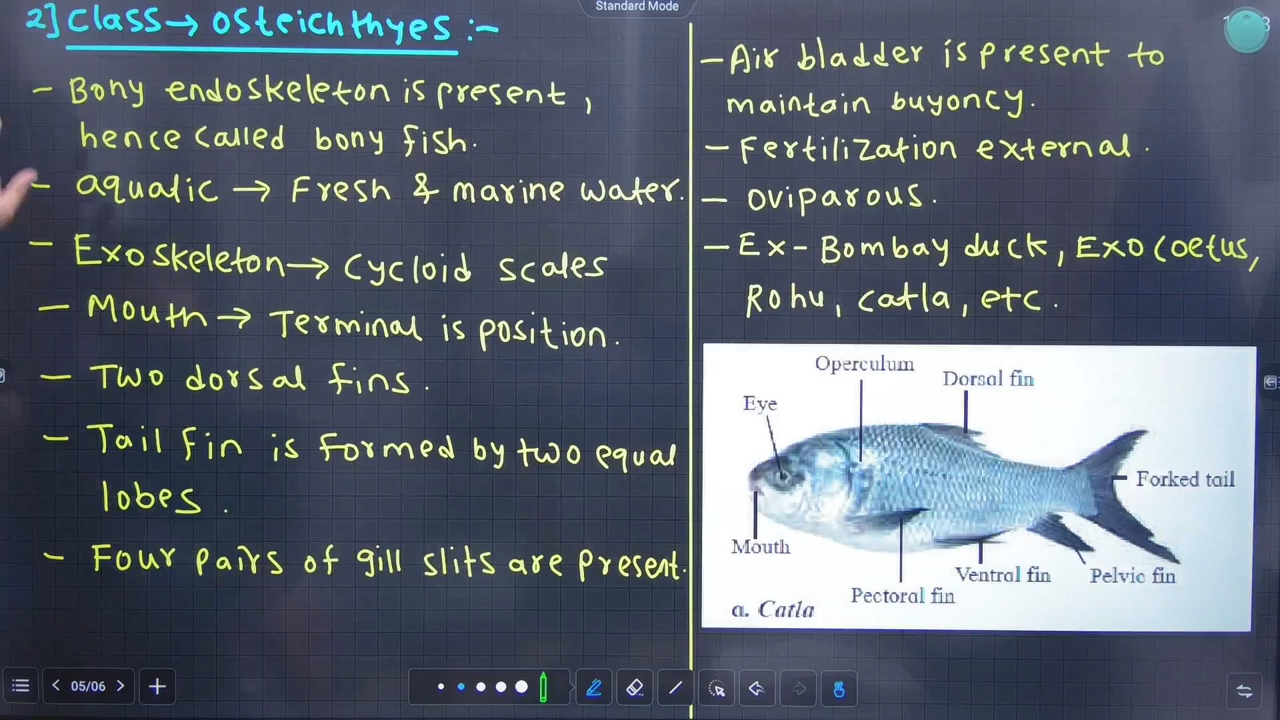 Standard Mode
2] Class → Osteichthyes :-
- Bony endoskeleton is present,
hence called bony fish.
- aquatic → Fresh & marine water.
- Exoskeleton → Cycloid scales
- Mouth → Terminal is position.
- Two dorsal fins.
- Tail fin is formed by two equal
lobes.
- Four pairs of gill slits are present.
- Air bladder is present to
maintain buyoncy.
- Fertilization external.
- Oviparous.
- Ex - Bombay duck, Exocoetus,
Rohu, catla, etc.
Operculum
Dorsal fin
Eye
Forked tail
Mouth
Ventral fin
Pelvic fin
Pectoral fin
a. Catla
05/06